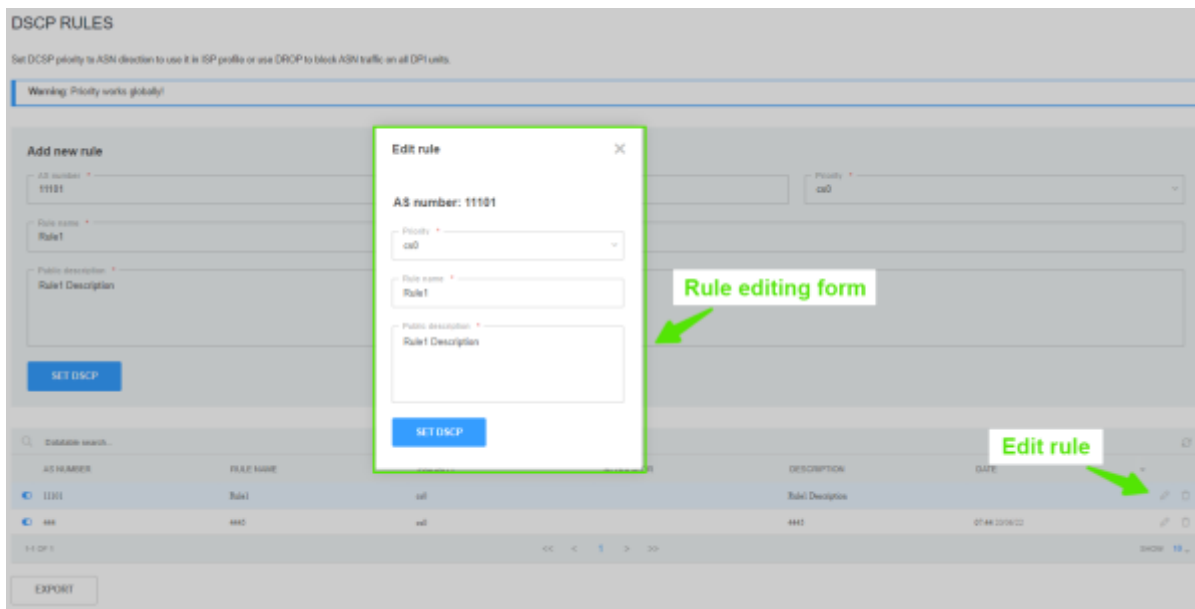 DSCP RULES
Set DCSP priority to ASN direction to use it in ISP profile or use DROP to block ASN traffic on all DPI units.
Warning: Priority works globally!
Add new rule
AS number *
11101
Priority *
cs0
Rule name *
Rule1
Public description *
Rule1 Description
SET DSCP
Edit rule
AS number: 11101
Priority *
cs0
Rule name *
Rule1
Public description *
Rule1 Description
SET DSCP
Rule editing form
Edit rule
Datatable search..
AS NUMBER RULE NAME DESCRIPTION DATE
11101 Rule1 cs0 Rule1 Description
4445 cs0 4445
SHOW 10
<< < 1 > >>
EXPORT